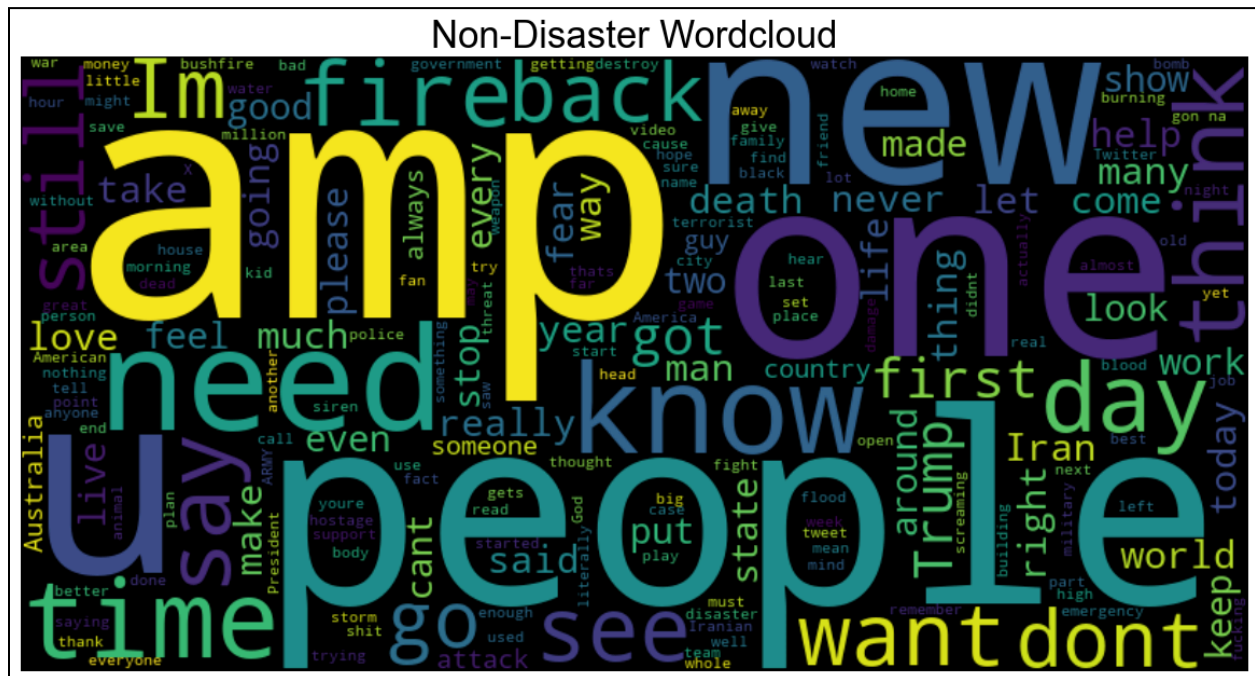 Non-Disaster Wordcloud
war money bushfire bad government getting destroy new watch bomb
little Im fire back show
hour might water good home burning
save million away gon na
still amp video made help think
X cause family give friend Twitter
take going hope find many
without sure black lot
please always every fear way name death never let come night
weapon terrorist actually
area house guy one life old
morning kid fan try thats city two hear almost
dead far last yet
great threat may game set look
person America place didnt
love feel much police year got damage thing real
American need stop something start man country first blood work
nothing another saw head day job
tell
point siren really know
anyone
end even someone open around Trump Iran best today
u say call use thought fight right next
Australia live ARMY fact people
animal plan make youre gets big flood screaming military left
hostage read case put state week
support cant started God tweet building world
President body said literally play mean
better done mind part
high keep
time storm go enough see must want remember emergency dont
saying shit disaster
thank used attack Iranian well
everyone trying team whole fucking